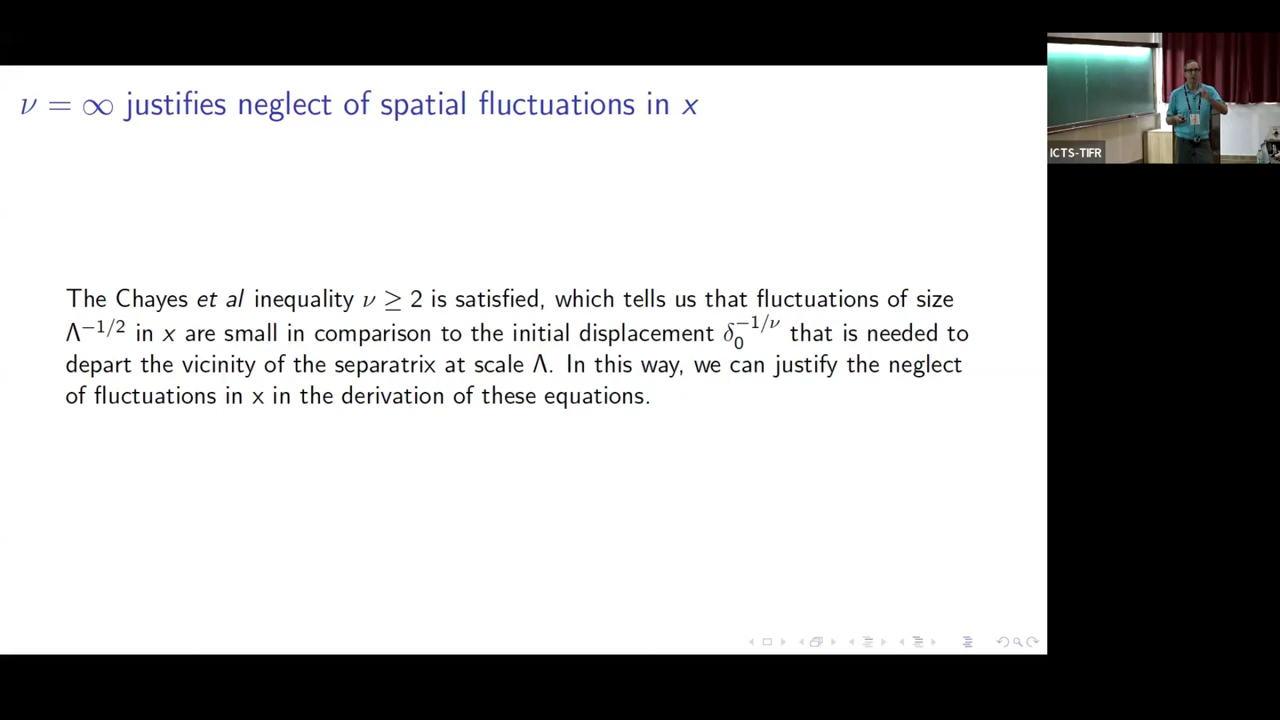 ν = ∞ justifies neglect of spatial fluctuations in x
The Chayes et al inequality ν ≥ 2 is satisfied, which tells us that fluctuations of size
Λ^{−1/2} in x are small in comparison to the initial displacement δ_0^{−1/ν} that is needed to
depart the vicinity of the separatrix at scale Λ. In this way, we can justify the neglect
of fluctuations in x in the derivation of these equations.
ICTS-TIFR